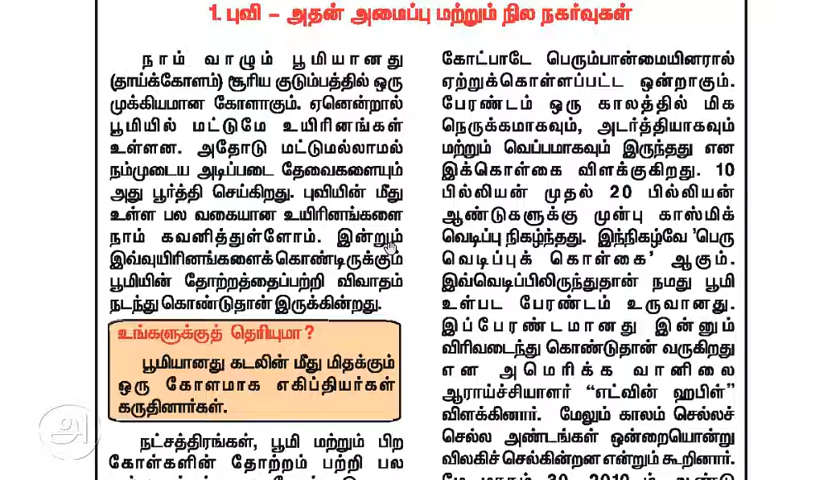 1. புவி – அதன் அமைப்பு மற்றும் நில நகர்வுகள்
நாம் வாழும் பூமியானது
(தாய்க்கோளம்) சூரிய குடும்பத்தில் ஒரு
முக்கியமான கோளாகும். ஏனென்றால்
பூமியில் மட்டுமே உயிரினங்கள்
உள்ளன. அதோடு மட்டுமல்லாமல்
நம்முடைய அடிப்படை தேவைகளையும்
அது பூர்த்தி செய்கிறது. புவியின் மீது
உள்ள பல வகையான உயிரினங்களை
நாம் கவனித்துள்ளோம். இன்றும்
இவ்வுயிரினங்களைக் கொண்டிருக்கும்
பூமியின் தோற்றத்தைப்பற்றி விவாதம்
நடந்து கொண்டுதான் இருக்கின்றது.
உங்களுக்குத் தெரியுமா?
பூமியானது கடலின் மீது மிதக்கும்
ஒரு கோளமாக எகிப்தியர்கள்
கருதினார்கள்.
நட்சத்திரங்கள், பூமி மற்றும் பிற
கோள்களின் தோற்றம் பற்றி பல
கோட்பாடே பெரும்பான்மையினரால்
ஏற்றுக்கொள்ளப்பட்ட ஒன்றாகும்.
பேரண்டம் ஒரு காலத்தில் மிக
நெருக்கமாகவும், அடர்த்தியாகவும்
மற்றும் வெப்பமாகவும் இருந்தது என
இக்கொள்கை விளக்குகிறது. 10
பில்லியன் முதல் 20 பில்லியன்
ஆண்டுகளுக்கு முன்பு காஸ்மிக்
வெடிப்பு நிகழ்ந்தது. இந்நிகழ்வே 'பெரு
வெடிப்புக் கொள்கை' ஆகும்.
இவ்வெடிப்பிலிருந்துதான் நமது பூமி
உள்பட பேரண்டம் உருவானது.
இப்பேரண்டமானது இன்னும்
விரிவடைந்து கொண்டுதான் வருகிறது
என அமெரிக்க வானிலை
ஆராய்ச்சியாளர் “எட்வின் ஹபிள்”
விளக்கினார். மேலும் காலம் செல்லச்
செல்ல அண்டங்கள் ஒன்றையொன்று
விலகிச் செல்கின்றன என்றும் கூறினார்.
அ